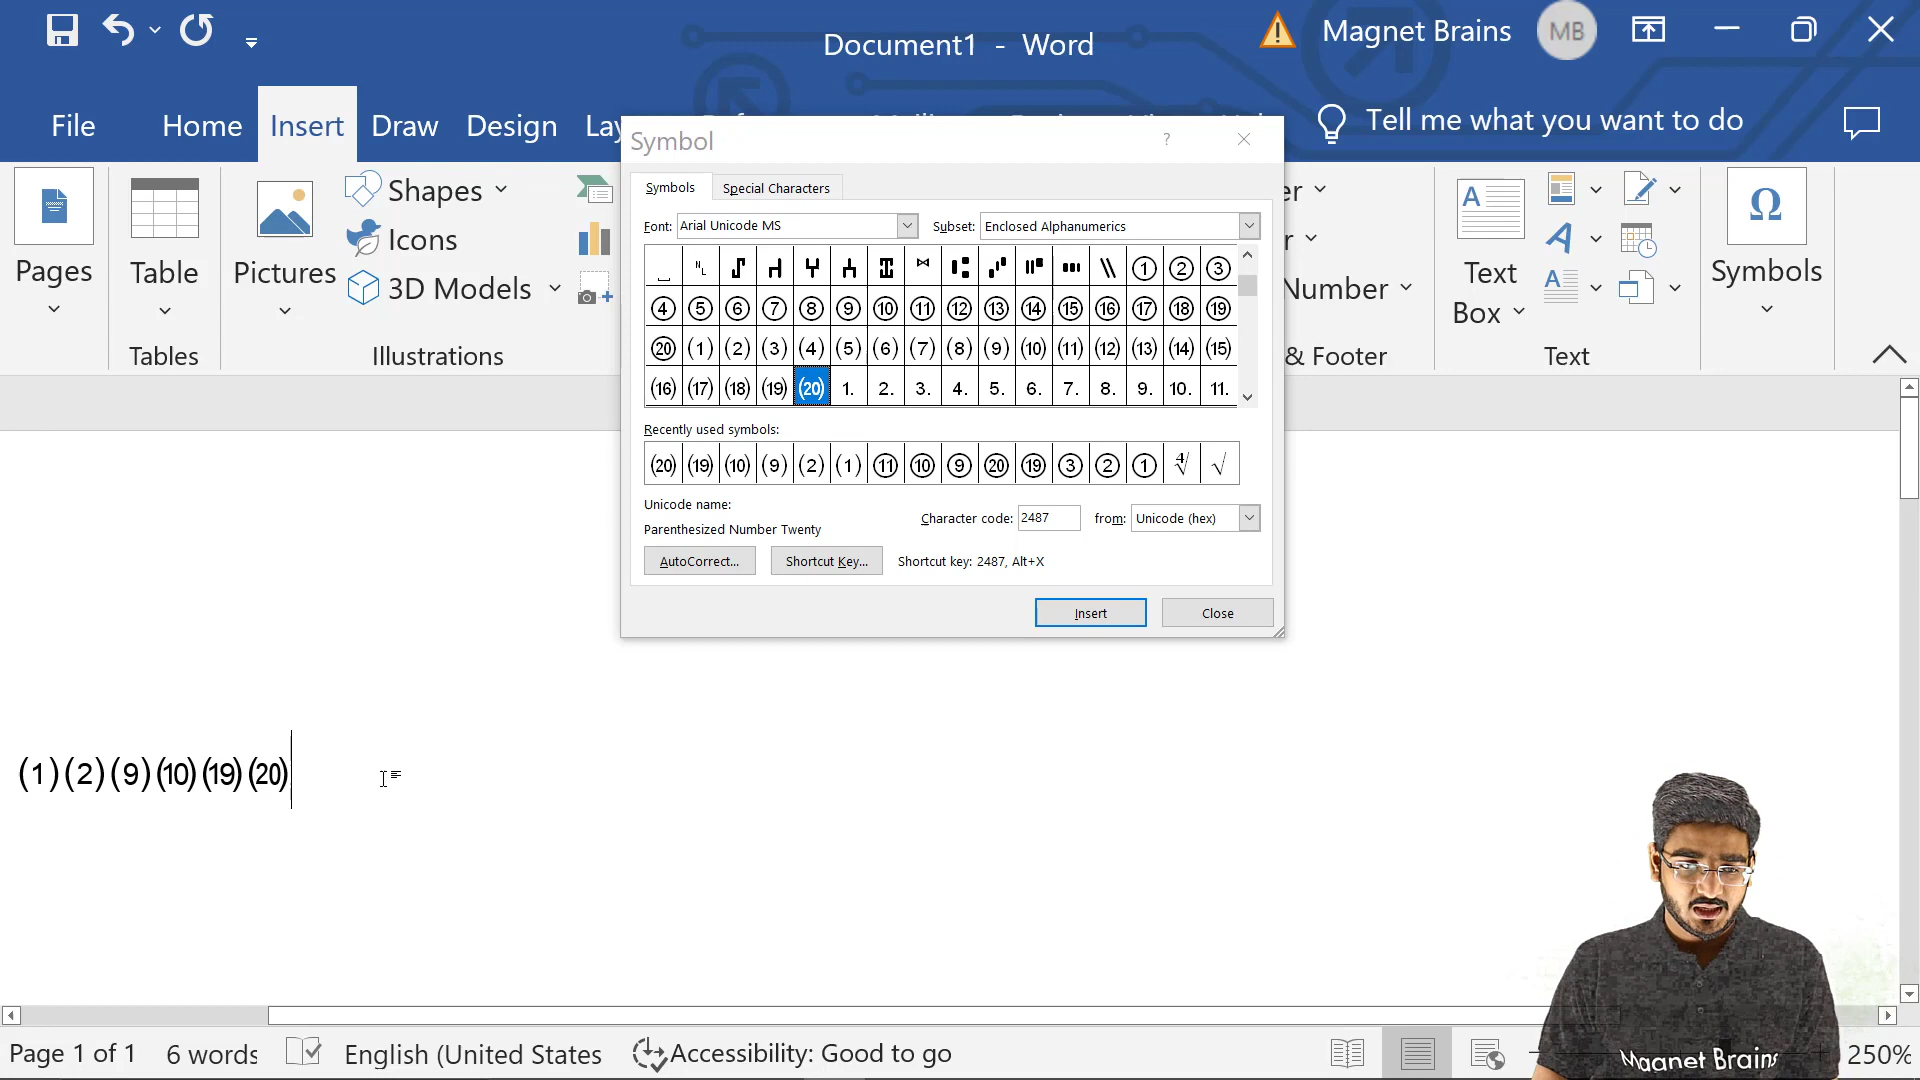 Document1 - Word
Magnet Brains
MB
File
Home
Insert
Draw
Design
Tell me what you want to do
Symbol
?
Symbols
Special Characters
Font: Arial Unicode MS
Subset: Enclosed Alphanumerics
① ② ③
④ ⑤ ⑥ ⑦ ⑧ ⑨ ⑩ ⑪ ⑫ ⑬ ⑭ ⑮ ⑯ ⑰ ⑱ ⑲
⑳ ⑴ ⑵ ⑶ ⑷ ⑸ ⑹ ⑺ ⑻ ⑼ ⑽ ⑾ ⑿ ⒀ ⒁ ⒂
⒃ ⒄ ⒅ ⒆ ⒇ 1. 2. 3. 4. 5. 6. 7. 8. 9. 10. 11.
Recently used symbols:
⒇ ⒆ ⑽ ⑼ ⑵ ⑴ ⑪ ⑩ ⑨ ⑳ ⑲ ③ ② ① ∜ √
Unicode name:
Parenthesized Number Twenty
Character code: 2487
from: Unicode (hex)
AutoCorrect...
Shortcut Key...
Shortcut key: 2487, Alt+X
Insert
Close
Pages
Table
Tables
Pictures
Shapes
Icons
3D Models
Illustrations
Number
& Footer
Text
Box
Text
Ω
Symbols
⑴⑵⑼⑽⒆⒇
Page 1 of 1
6 words
English (United States
Accessibility: Good to go
Magnet Brains
250%